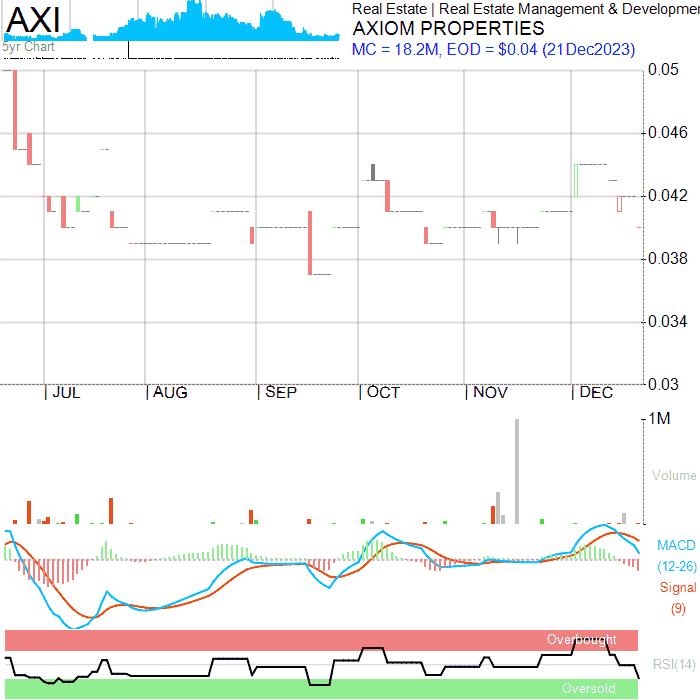 AXI
Real Estate | Real Estate Management & Developmen
AXIOM PROPERTIES
MC = 18.2M, EOD = $0.04 (21Dec2023)
5yr Chart
0.05
0.046
0.042
0.038
0.034
0.03
| JUL | AUG | SEP | OCT | NOV | DEC
1M
Volume
MACD
(12-26)
Signal
(9)
Overbought
RSI(14)
Oversold